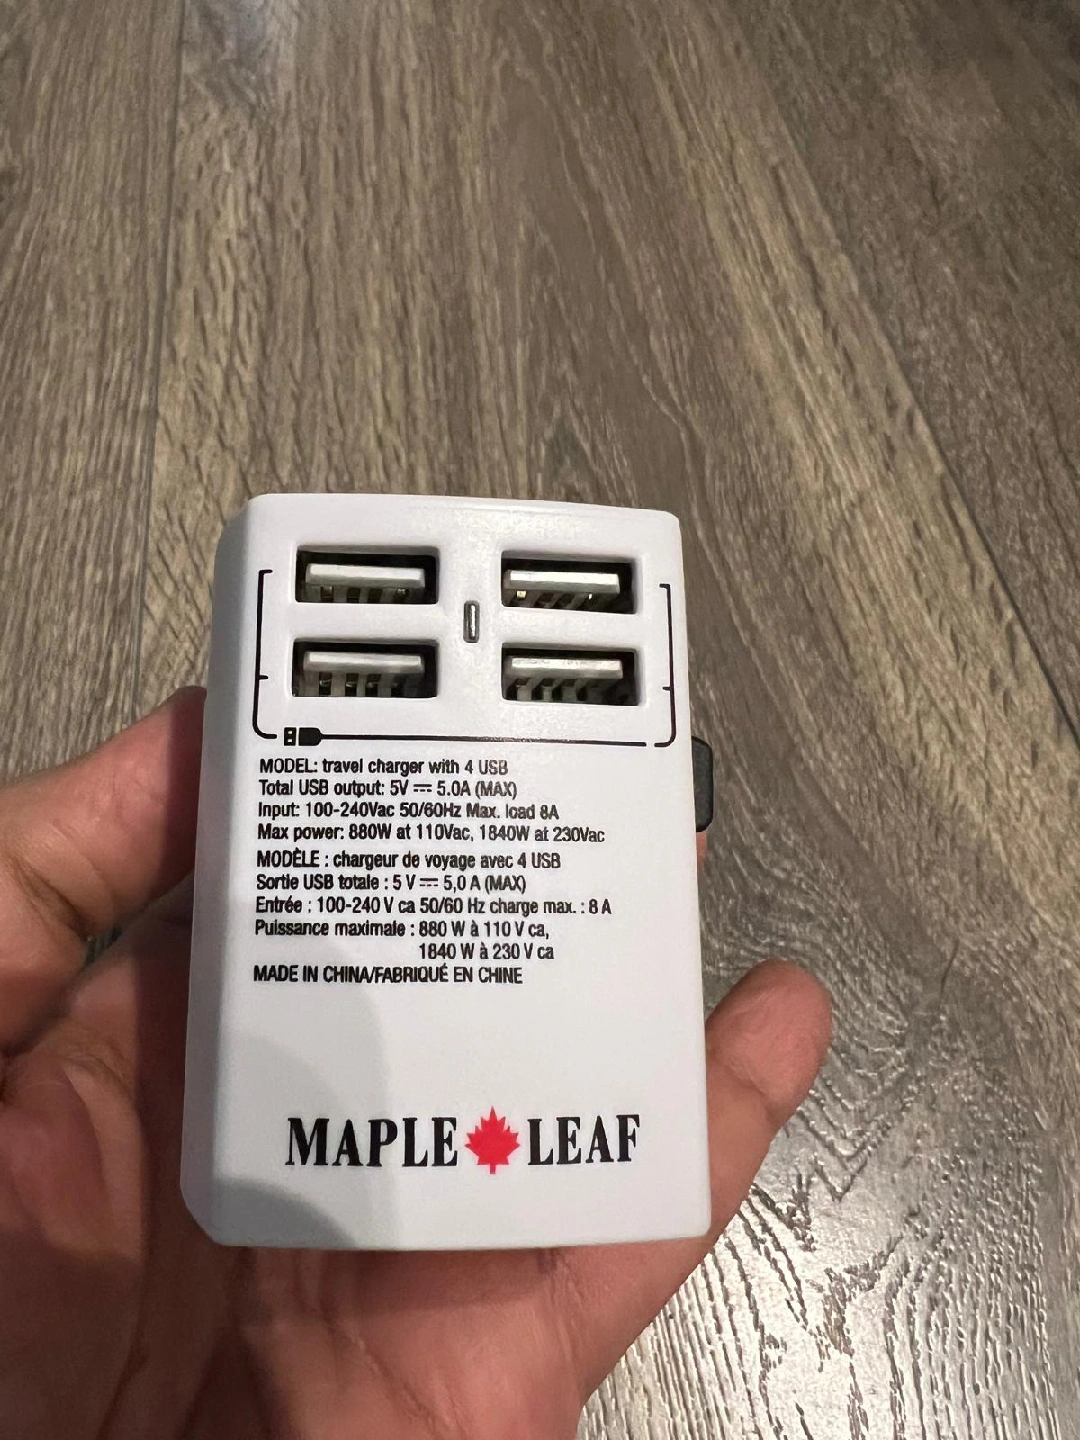 MODEL: travel charger with 4 USB
Total USB output: 5V ⎓ 5.0A (MAX)
Input: 100-240Vac 50/60Hz Max. load 8A
Max power: 880W at 110Vac, 1840W at 230Vac
MODÈLE : chargeur de voyage avec 4 USB
Sortie USB totale : 5 V ⎓ 5,0 A (MAX)
Entrée : 100-240 V ca 50/60 Hz charge max. : 8 A
Puissance maximale : 880 W à 110 V ca,
1840 W à 230 V ca
MADE IN CHINA/FABRIQUÉ EN CHINE
MAPLE LEAF